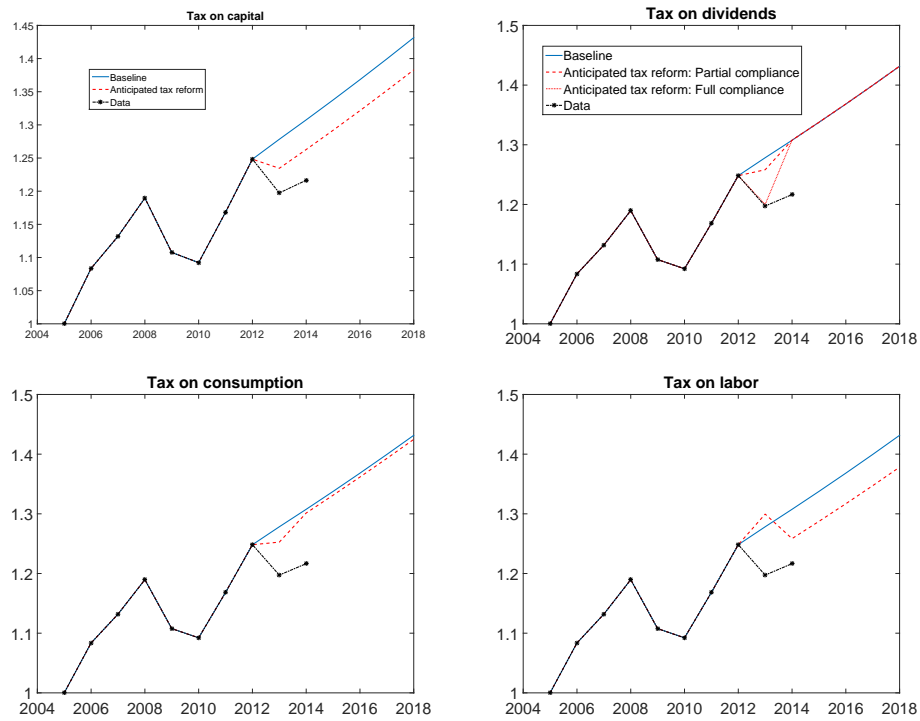 Tax on capital
1.45
1.4
1.35
1.3
1.25
1.2
1.15
1.1
1.05
1
2004 2006 2008 2010 2012 2014 2016 2018
Baseline
Anticipated tax reform
Data
Tax on dividends
1.5
1.4
1.3
1.2
1.1
1
2004 2006 2008 2010 2012 2014 2016 2018
Baseline
Anticipated tax reform: Partial compliance
Anticipated tax reform: Full compliance
Data
Tax on consumption
1.5
1.4
1.3
1.2
1.1
1
2004 2006 2008 2010 2012 2014 2016 2018
Tax on labor
1.5
1.4
1.3
1.2
1.1
1
2004 2006 2008 2010 2012 2014 2016 2018